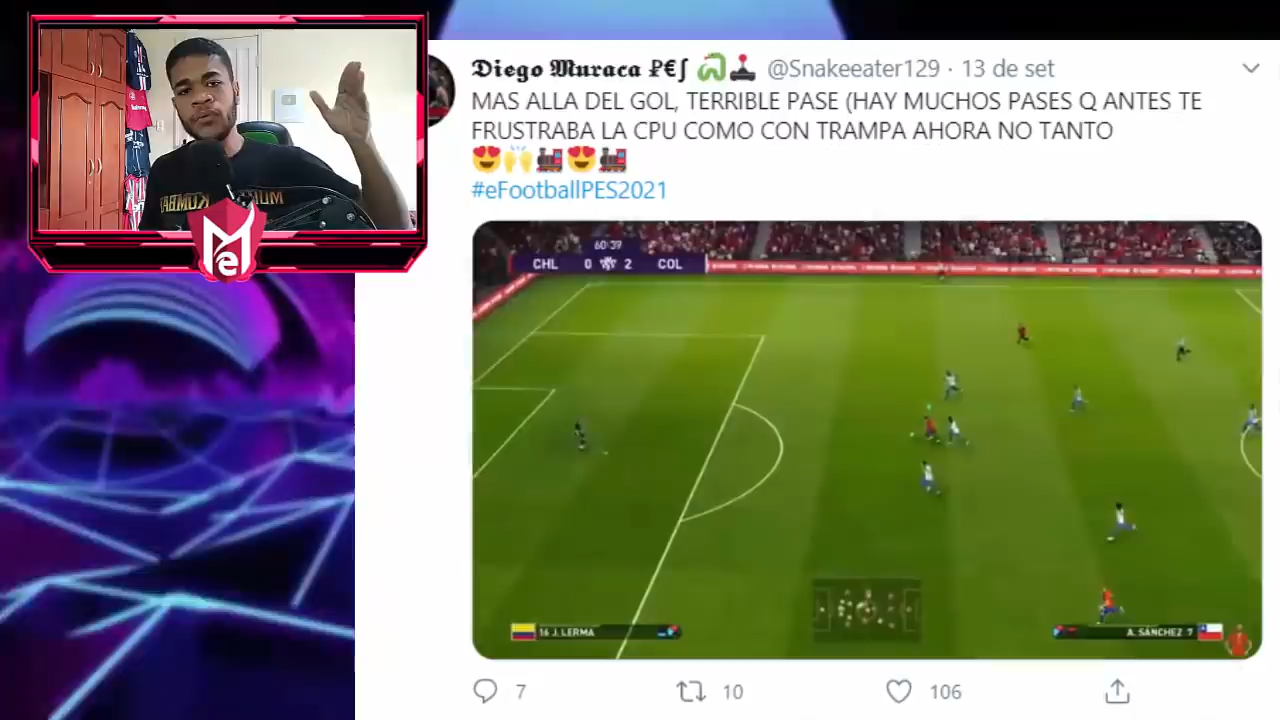 Diego Muraca ₽€∫ @Snakeeater129 · 13 de set
MAS ALLA DEL GOL, TERRIBLE PASE (HAY MUCHOS PASES Q ANTES TE
FRUSTRABA LA CPU COMO CON TRAMPA AHORA NO TANTO
😍🙌🚂😍🚂
#eFootballPES2021
60:39
CHL 0 2 COL
16 J. LERMA
A. SÁNCHEZ 7
7 10 106
Me